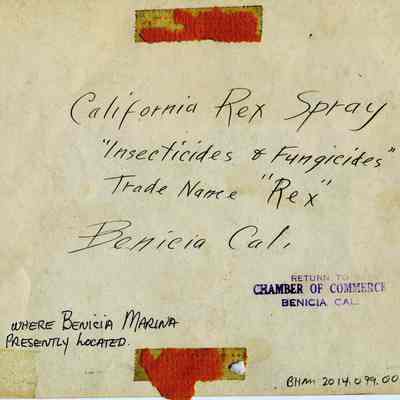 California Rex Spray
"Insecticides & Fungicides"
Trade Name "Rex"
Benicia Cal.
RETURN TO
CHAMBER OF COMMERCE
BENICIA, CAL.
WHERE BENICIA MARINA
PRESENTLY LOCATED.
BHM 2014.099.00